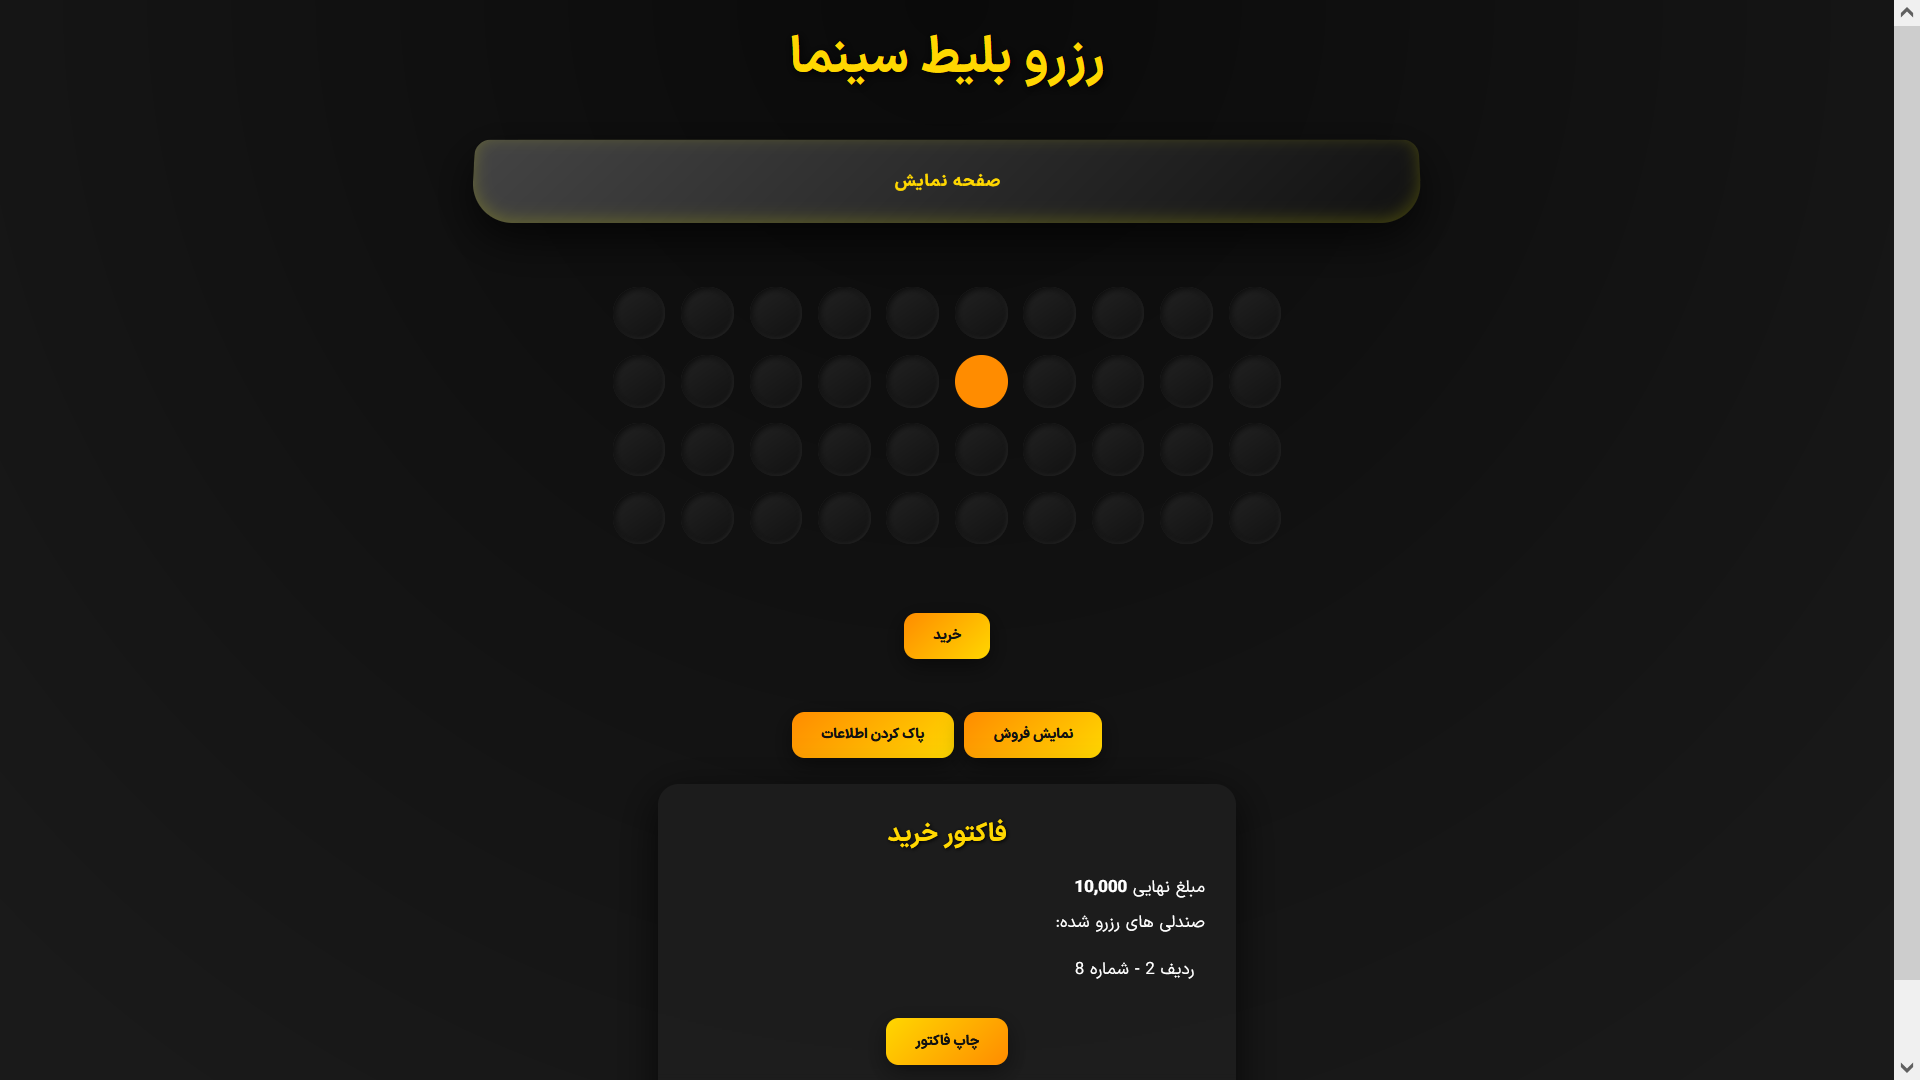 رزرو بلیط سینما
صفحه نمایش
خرید
نمایش فروش
پاک کردن اطلاعات
فاکتور خرید
مبلغ نهایی 10,000
صندلی های رزرو شده:
ردیف 2 - شماره 8
چاپ فاکتور